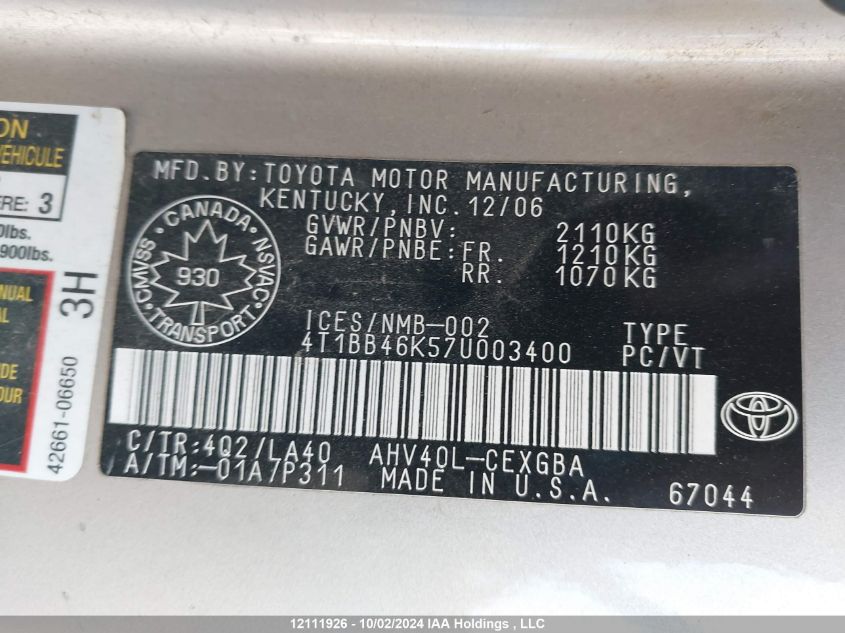 ON
VÉHICULE
ERE: 3
0lbs.
900lbs.
NUAL
AL
DE
OUR
3H
42661-06650
MFD.BY:TOYOTA MOTOR MANUFACTURING,
KENTUCKY,INC.12/06
GVWR/PNBV: 2110KG
GAWR/PNBE:FR. 1210KG
RR. 1070KG
CANADA
CMVSS NSVAC
930
TRANSPORT
ICES/NMB-002
4T1BB46K57U003400
TYPE
PC/VT
C/TR:4Q2/LA40 AHV40L-CEXGBA
A/TM:-01A7P311 MADE IN U.S.A. 67044
12111926 - 10/02/2024 IAA Holdings , LLC